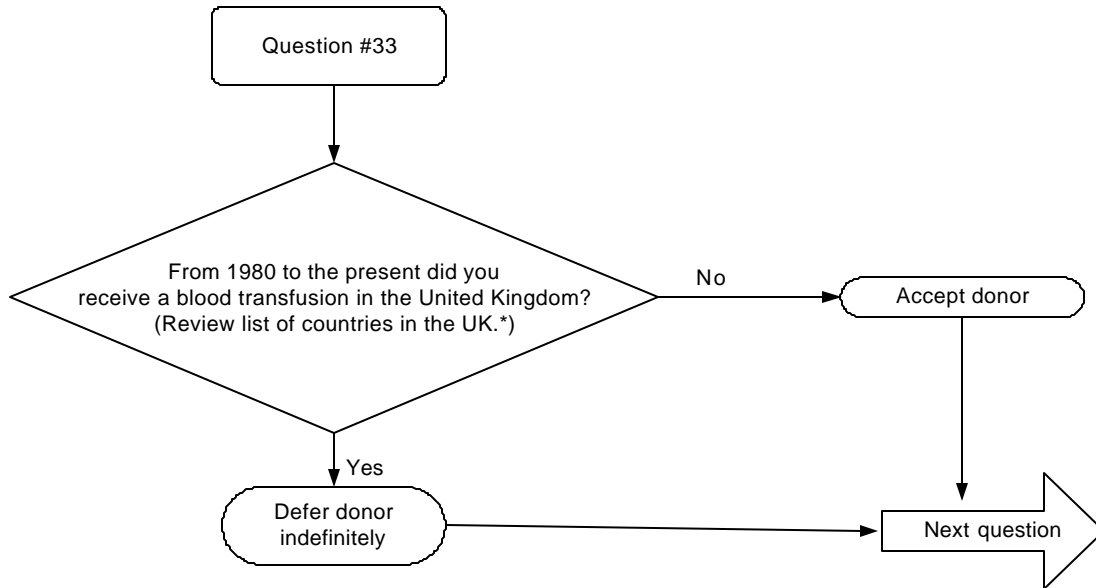 Question #33
From 1980 to the present did you
receive a blood transfusion in the United Kingdom?
(Review list of countries in the UK.*)
No
Accept donor
Yes
Defer donor
indefinitely
Next question